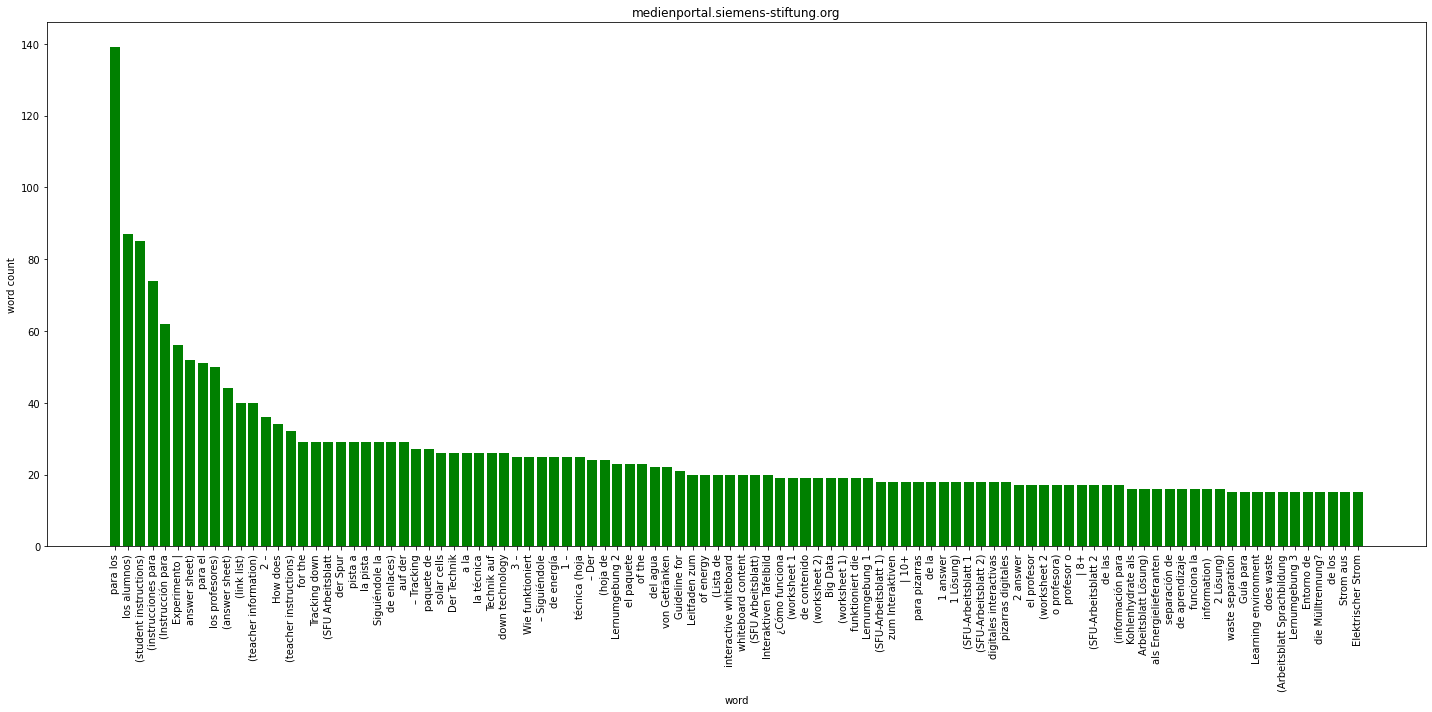 medienportal.siemens-stiftung.org
word count
140
120
100
80
60
40
20
0
para los
los alumnos)
(student instructions)
(instrucciones para
(Instrucción para
Experimento |
answer sheet)
para el
los profesores)
(answer sheet)
(link list)
(teacher information)
2 –
How does
(teacher instructions)
for the
Tracking down
(SFU Arbeitsblatt
der Spur
pista a
la pista
Siguiéndole la
de enlaces)
auf der
– Tracking
paquete de
solar cells
Der Technik
a la
la técnica
Technik auf
down technology
3 –
Wie funktioniert
– Siguiéndole
de energía
1 –
técnica (hoja
– Der
(hoja de
Lernumgebung 2
el paquete
of the
del agua
von Getränken
Guideline for
Leitfaden zum
of energy
(Lista de
interactive whiteboard
whiteboard content
(SFU Arbeitsblatt)
Interaktiven Tafelbild
¿Cómo funciona
(worksheet 1
de contenido
(worksheet 2)
Big Data
(worksheet 1)
funktioniert die
Lernumgebung 1
(SFU-Arbeitsblatt 1)
zum Interaktiven
| 10+
para pizarras
de la
1 answer
1 Lösung)
(SFU-Arbeitsblatt 1
(SFU-Arbeitsblatt 2)
digitales interactivas
pizarras digitales
2 answer
el profesor
(worksheet 2
o profesora)
profesor o
| 8+
(SFU-Arbeitsblatt 2
de las
(información para
Kohlenhydrate als
Arbeitsblatt Lösung)
als Energielieferanten
separación de
de aprendizaje
funciona la
information)
2 Lösung)
waste separation
Guía para
Learning environment
does waste
(Arbeitsblatt Sprachbildung
Lernumgebung 3
Entorno de
die Mülltrennung?
de los
Strom aus
Elektrischer Strom
word